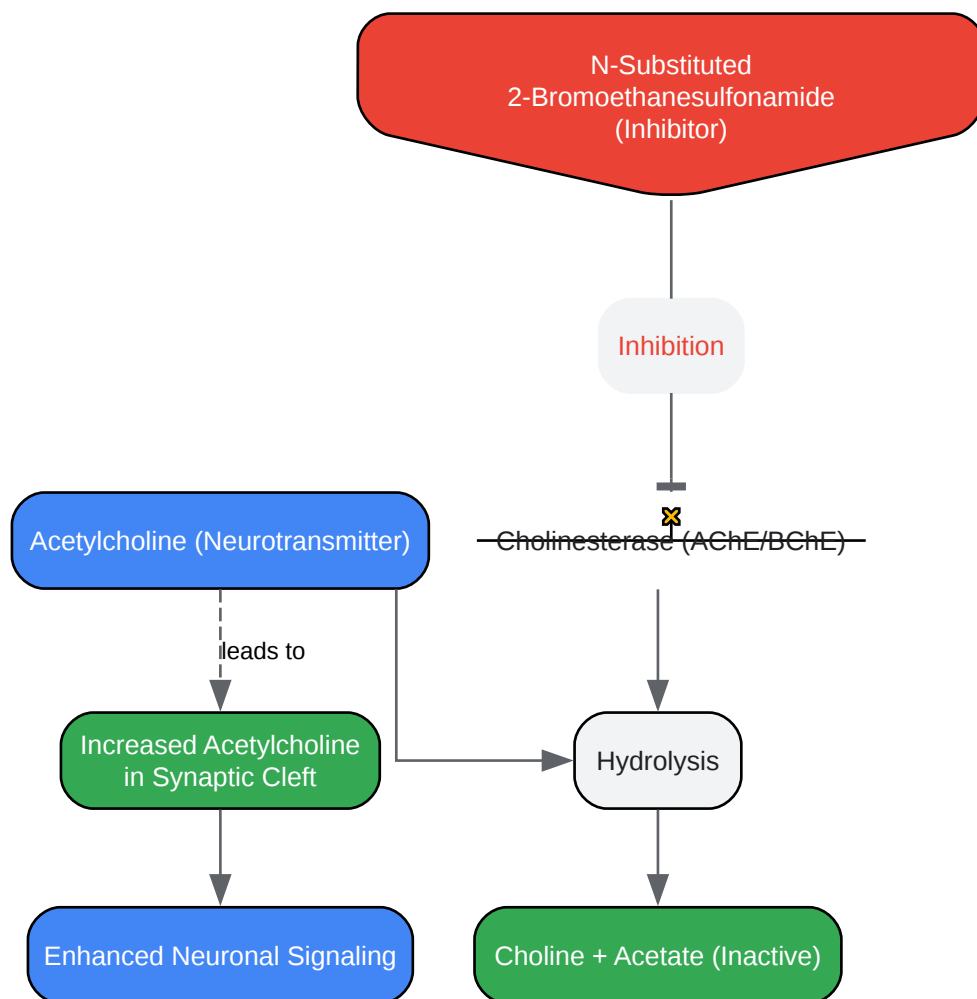 N-Substituted
2-Bromoethanesulfonamide
(Inhibitor)
Inhibition
Acetylcholine (Neurotransmitter)
Cholinesterase (AChE/BChE)
leads to
Increased Acetylcholine
in Synaptic Cleft
Hydrolysis
Enhanced Neuronal Signaling
Choline + Acetate (Inactive)